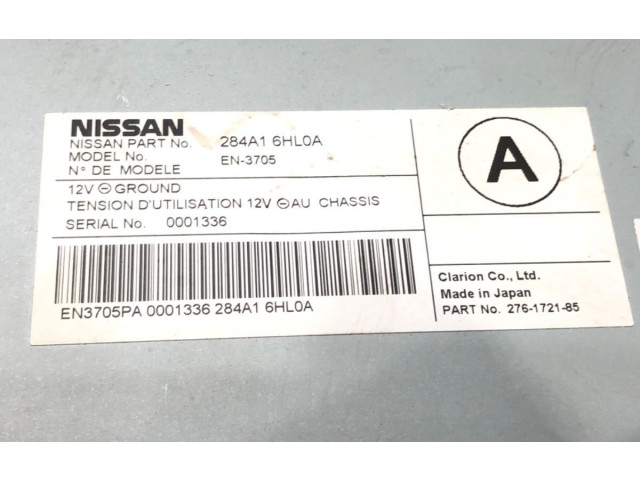 NISSAN
NISSAN PART No. 284A1 6HL0A
MODEL No. EN-3705
N° DE MODELE
12V ⊖ GROUND
TENSION D'UTILISATION 12V ⊖ AU CHASSIS
SERIAL No. 0001336
EN3705PA 0001336 284A1 6HL0A
A
Clarion Co., Ltd.
Made in Japan
PART No. 276-1721-85